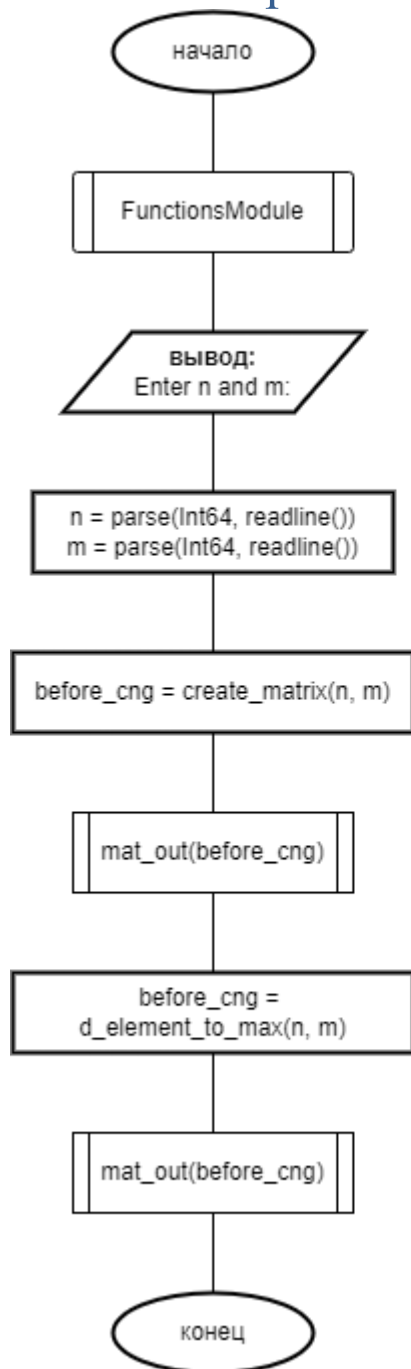 начало
FunctionsModule
вывод:
Enter n and m:
n = parse(Int64, readline())
m = parse(Int64, readline())
before_cng = create_matrix(n, m)
mat_out(before_cng)
before_cng =
d_element_to_max(n, m)
mat_out(before_cng)
конец